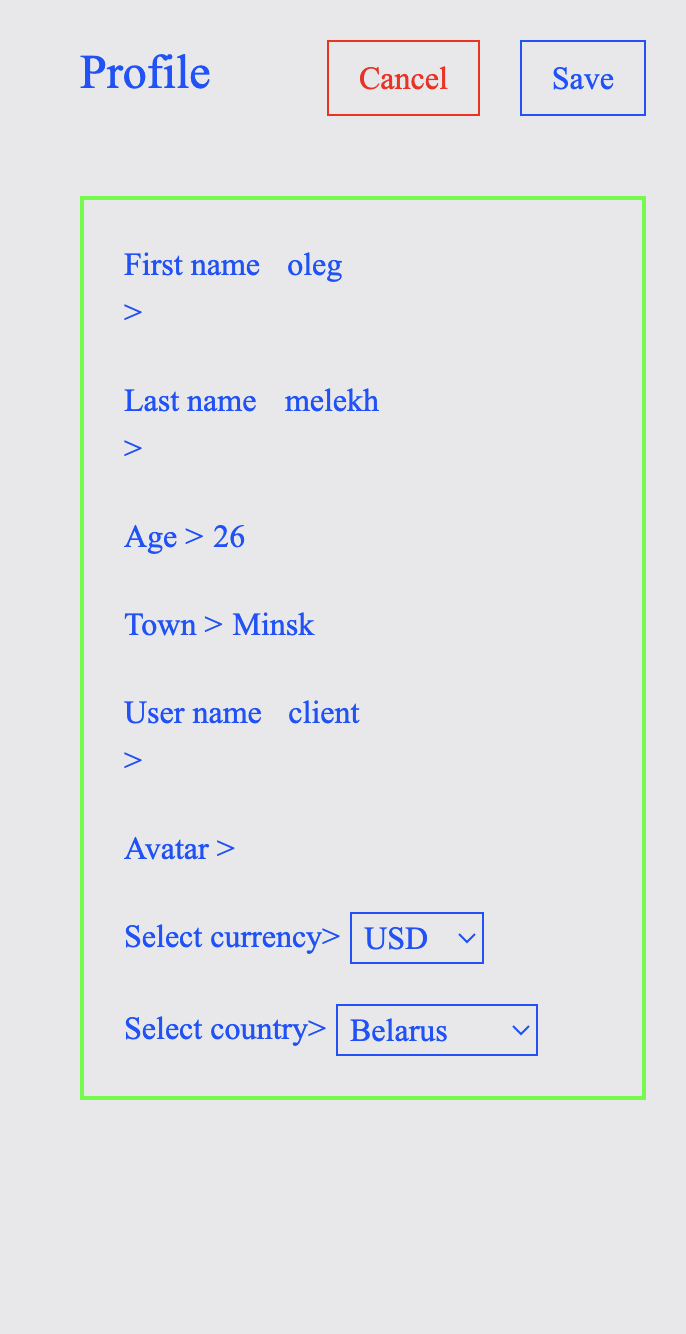 Profile Cancel Save
First name oleg
>
Last name melekh
>
Age > 26
Town > Minsk
User name client
>
Avatar >
Select currency> USD
Select country> Belarus